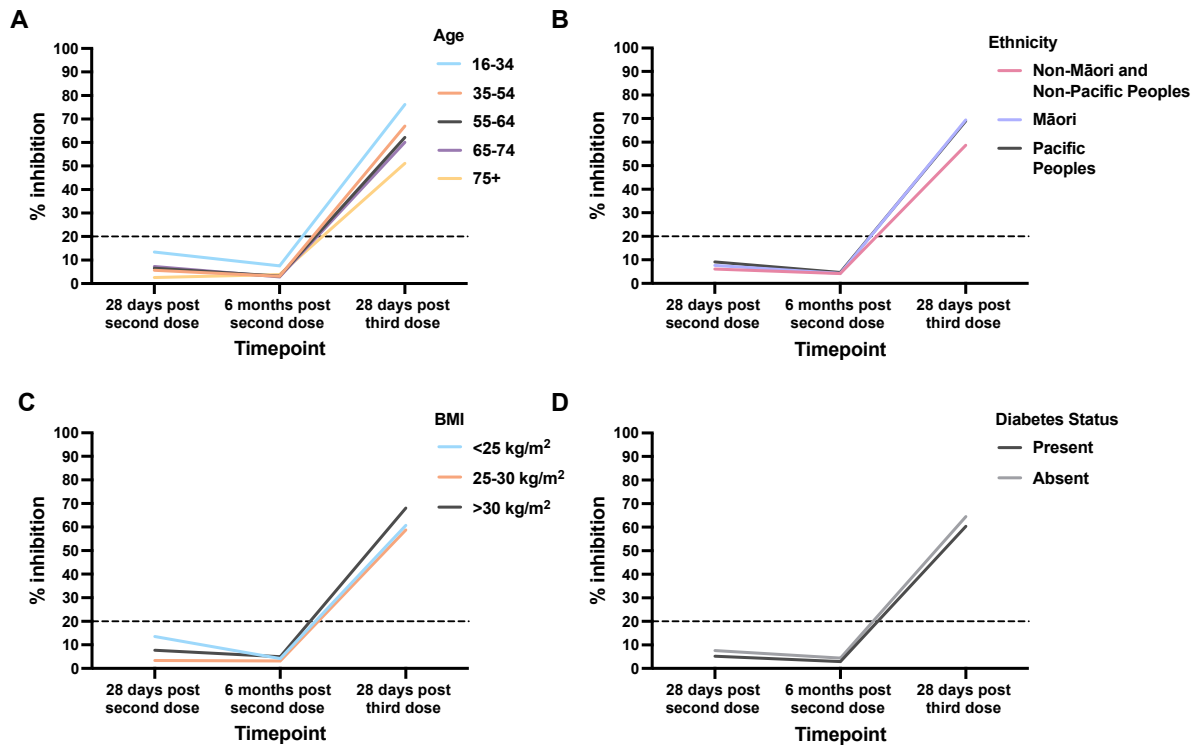 A
Age
16-34
35-54
55-64
65-74
75+
% inhibition
100
90
80
70
60
50
40
30
20
10
0
28 days post
second dose
6 months post
second dose
28 days post
third dose
Timepoint
B
Ethnicity
Non-Māori and
Non-Pacific Peoples
Māori
Pacific
Peoples
% inhibition
100
90
80
70
60
50
40
30
20
10
0
28 days post
second dose
6 months post
second dose
28 days post
third dose
Timepoint
C
BMI
<25 kg/m²
25-30 kg/m²
>30 kg/m²
% inhibition
100
90
80
70
60
50
40
30
20
10
0
28 days post
second dose
6 months post
second dose
28 days post
third dose
Timepoint
D
Diabetes Status
Present
Absent
% inhibition
100
90
80
70
60
50
40
30
20
10
0
28 days post
second dose
6 months post
second dose
28 days post
third dose
Timepoint